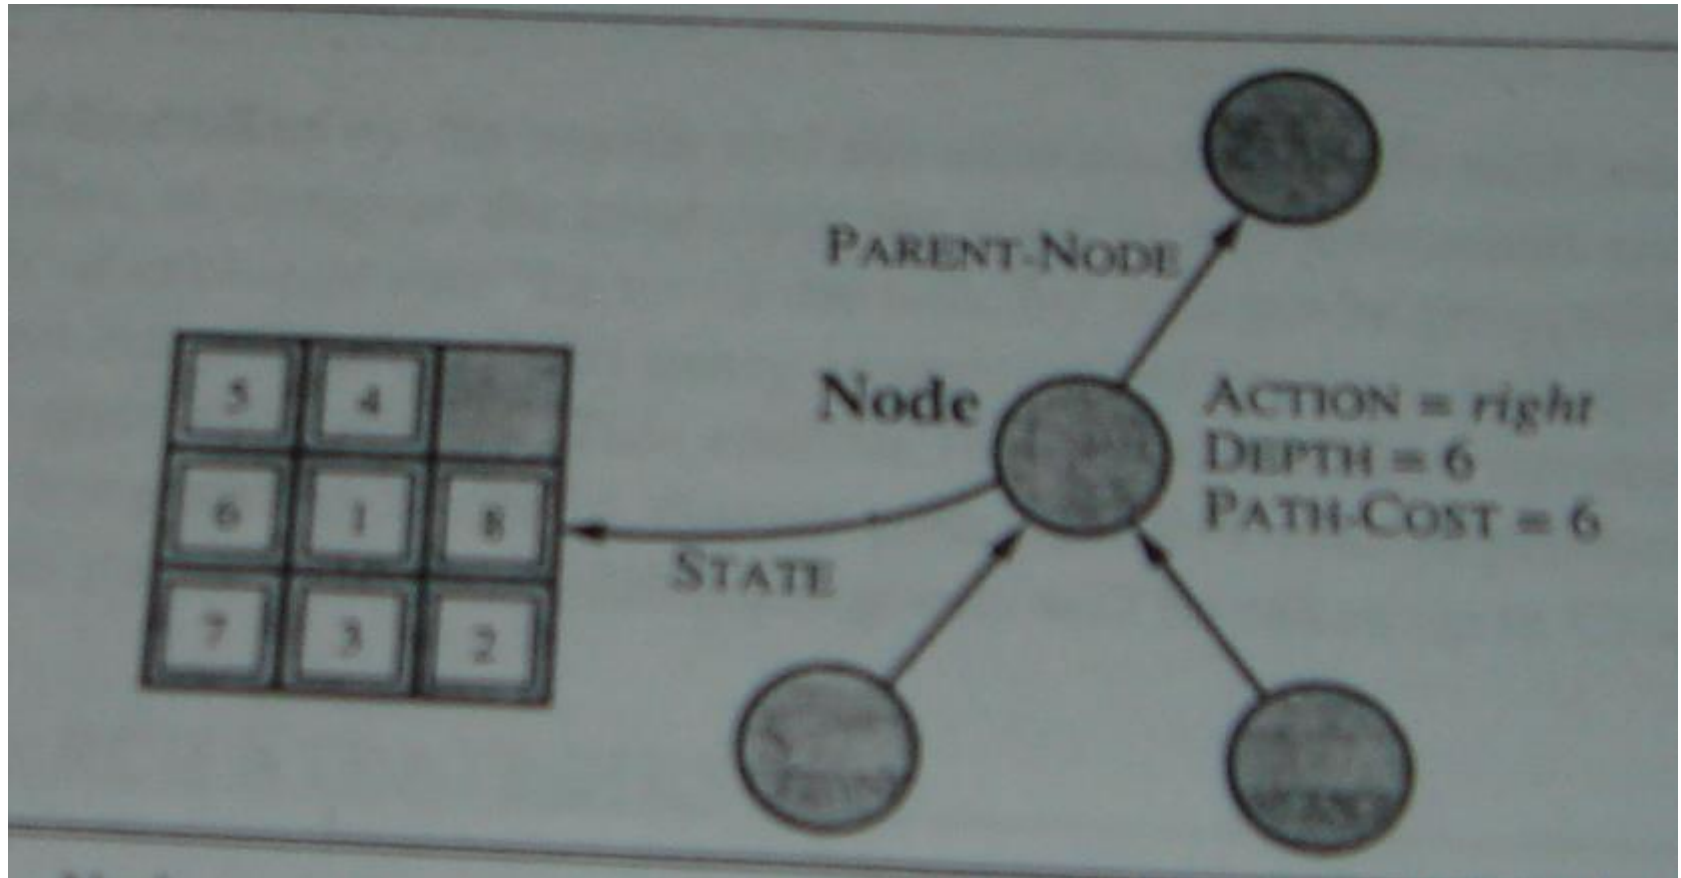 PARENT-NODE
5 4
Node
ACTION = right
DEPTH = 6
PATH-COST = 6
6 1 8
STATE
7 3 2